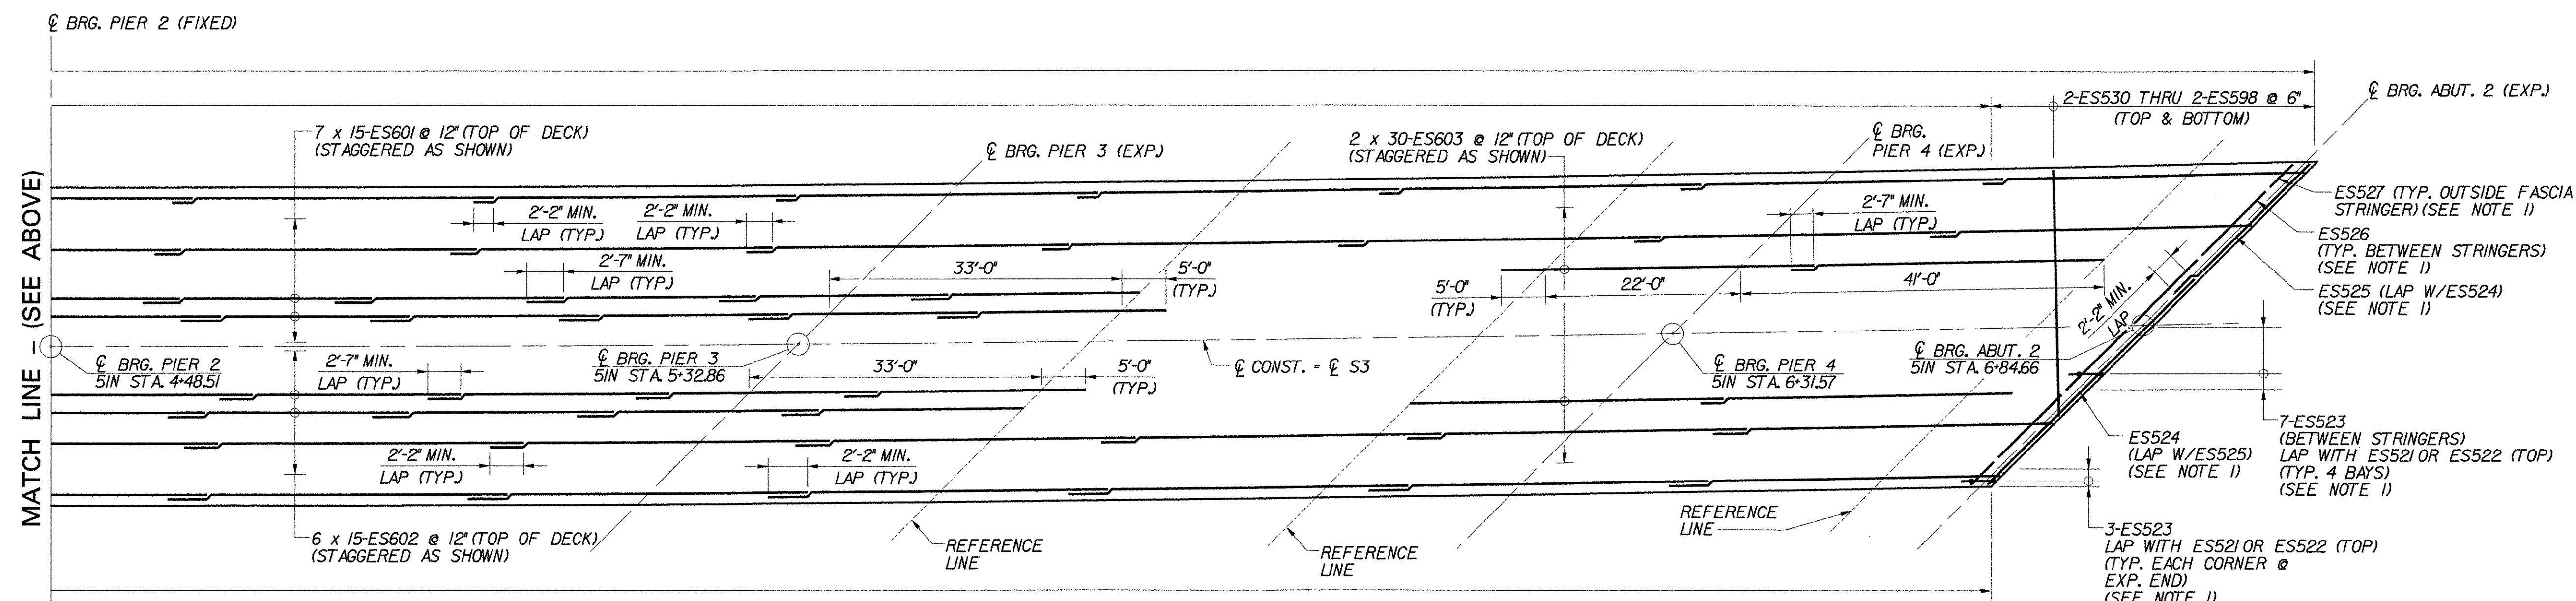 ℄ BRG. PIER 2 (FIXED)
℄ BRG. ABUT. 2 (EXP.)
2-ES530 THRU 2-ES598 @ 6"
(TOP & BOTTOM)
7 x 15-ES601 @ 12" (TOP OF DECK)
(STAGGERED AS SHOWN)
℄ BRG. PIER 3 (EXP.)
2 x 30-ES603 @ 12" (TOP OF DECK)
(STAGGERED AS SHOWN)
℄ BRG.
PIER 4 (EXP.)
MATCH LINE - (SEE ABOVE)
2'-2" MIN.
LAP (TYP.)
2'-2" MIN.
LAP (TYP.)
2'-7" MIN.
LAP (TYP.)
ES527 (TYP. OUTSIDE FASCIA
STRINGER) (SEE NOTE 1)
ES526
(TYP. BETWEEN STRINGERS)
(SEE NOTE 1)
ES525 (LAP W/ES524)
(SEE NOTE 1)
2'-7" MIN.
LAP (TYP.)
33'-0"
5'-0"
(TYP.)
5'-0"
(TYP.)
22'-0"
41'-0"
2'-2" MIN.
LAP
℄ BRG. PIER 2
SIN STA. 4+48.51
2'-7" MIN.
LAP (TYP.)
℄ BRG. PIER 3
SIN STA. 5+32.86
33'-0"
5'-0"
(TYP.)
℄ CONST. = ℄ S3
℄ BRG. PIER 4
SIN STA. 6+31.57
℄ BRG. ABUT. 2
SIN STA. 6+84.66
2'-2" MIN.
LAP (TYP.)
2'-2" MIN.
LAP (TYP.)
ES524
(LAP W/ES525)
(SEE NOTE 1)
7-ES523
(BETWEEN STRINGERS)
LAP WITH ES521 OR ES522 (TOP)
(TYP. 4 BAYS)
(SEE NOTE 1)
6 x 15-ES602 @ 12" (TOP OF DECK)
(STAGGERED AS SHOWN)
REFERENCE
LINE
REFERENCE
LINE
REFERENCE
LINE
3-ES523
LAP WITH ES521 OR ES522 (TOP)
(TYP. EACH CORNER @
EXP. END)
(SEE NOTE 1)